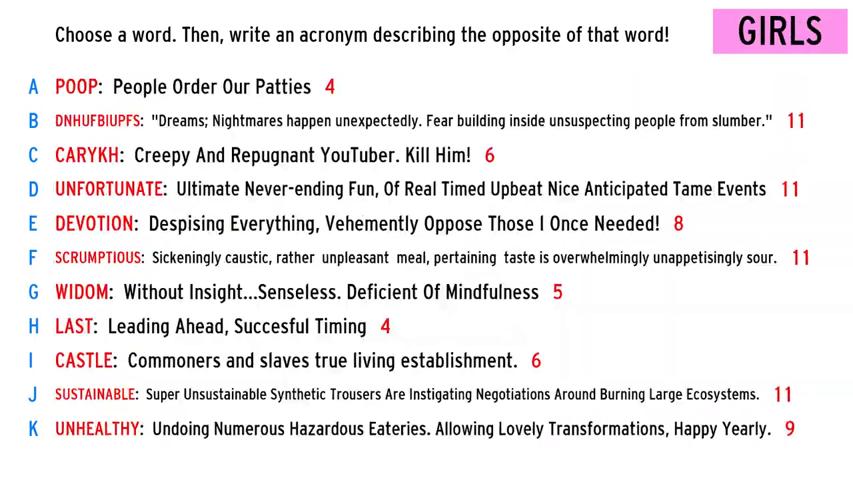 Choose a word. Then, write an acronym describing the opposite of that word!
GIRLS
A POOP: People Order Our Patties 4
B DNHUFBIUPFS: "Dreams; Nightmares happen unexpectedly. Fear building inside unsuspecting people from slumber." 11
C CARYKH: Creepy And Repugnant YouTuber. Kill Him! 6
D UNFORTUNATE: Ultimate Never-ending Fun, Of Real Timed Upbeat Nice Anticipated Tame Events 11
E DEVOTION: Despising Everything, Vehemently Oppose Those I Once Needed! 8
F SCRUMPTIOUS: Sickeningly caustic, rather unpleasant meal, pertaining taste is overwhelmingly unappetisingly sour. 11
G WIDOM: Without Insight...Senseless. Deficient Of Mindfulness 5
H LAST: Leading Ahead, Succesful Timing 4
I CASTLE: Commoners and slaves true living establishment. 6
J SUSTAINABLE: Super Unsustainable Synthetic Trousers Are Instigating Negotiations Around Burning Large Ecosystems. 11
K UNHEALTHY: Undoing Numerous Hazardous Eateries. Allowing Lovely Transformations, Happy Yearly. 9